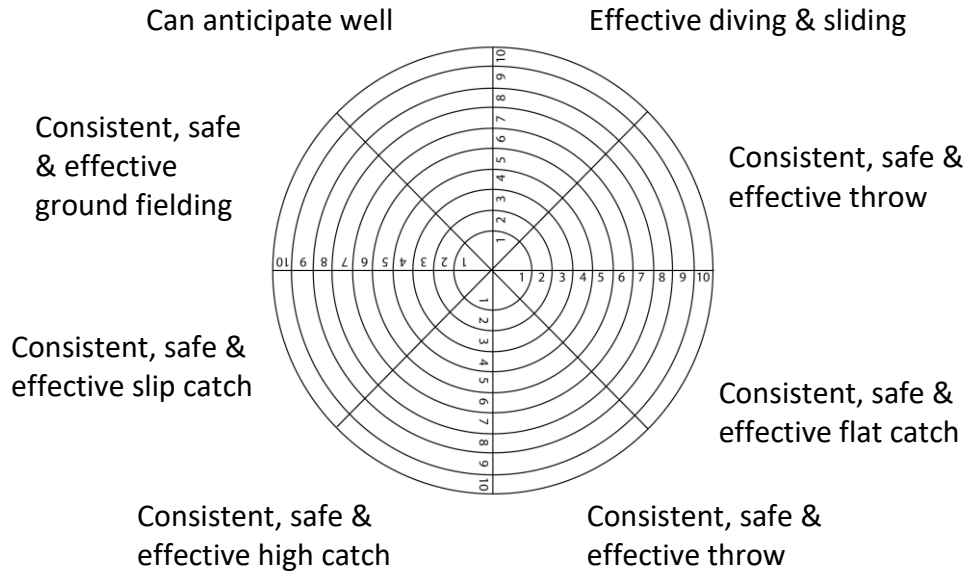 Can anticipate well
Effective diving & sliding
Consistent, safe
& effective
ground fielding
Consistent, safe &
effective throw
10
9
8
7
6
5
4
3
2
1
10 9 8 7 6 5 4 3 2 1
1 2 3 4 5 6 7 8 9 10
1
2
3
4
5
6
7
8
9
10
Consistent, safe &
effective slip catch
Consistent, safe &
effective flat catch
Consistent, safe &
effective high catch
Consistent, safe &
effective throw